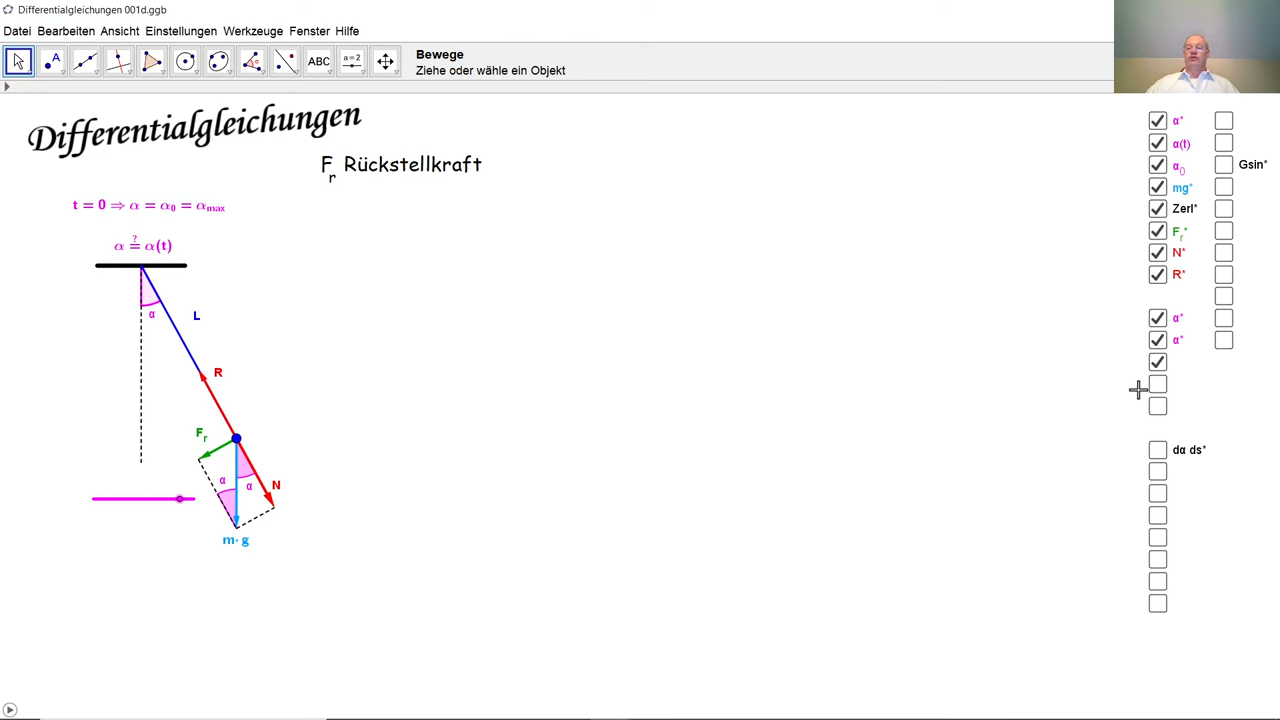 Differentialgleichungen 001d.ggb
Datei Bearbeiten Ansicht Einstellungen Werkzeuge Fenster Hilfe
A
ABC
a=2
Bewege
Ziehe oder wähle ein Objekt
Differentialgleichungen
Fr Rückstellkraft
t = 0 ⇒ α = α0 = αmax
α ≟ α(t)
α
L
R
Fr
α
α
N
m· g
α*
α(t)
α0
Gsin*
mg*
Zerl*
Fr*
N*
R*
α*
α*
dα ds*